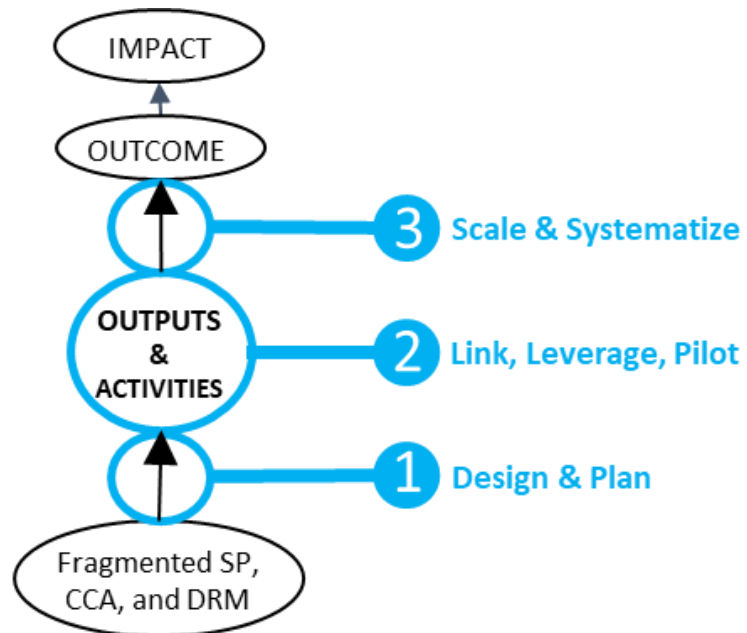 IMPACT
OUTCOME
3 Scale & Systematize
OUTPUTS
&
ACTIVITIES
2 Link, Leverage, Pilot
1 Design & Plan
Fragmented SP,
CCA, and DRM